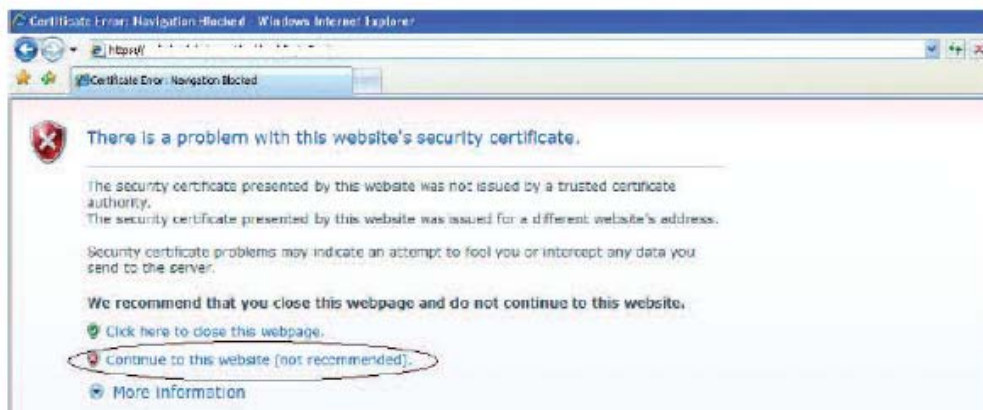 Certificate Error: Navigation Blocked - Windows Internet Explorer
https://
Certificate Error: Navigation Blocked
There is a problem with this website's security certificate.
The security certificate presented by this website was not issued by a trusted certificate
authority.
The security certificate presented by this website was issued for a different website's address.
Security certificate problems may indicate an attempt to fool you or intercept any data you
send to the server.
We recommend that you close this webpage and do not continue to this website.
Click here to close this webpage.
Continue to this website (not recommended).
More information